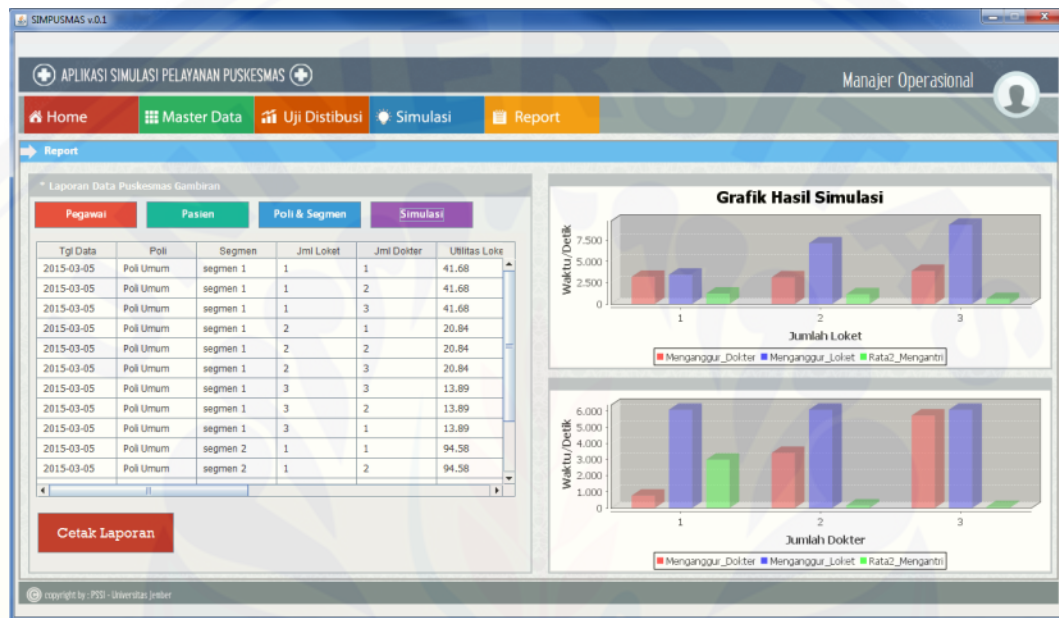 SIMPUSMAS v.0.1
APLIKASI SIMULASI PELAYANAN PUSKESMAS
Manajer Operasional
Home Master Data Uji Distibusi Simulasi Report
Report
* Laporan Data Puskesmas Gambiran
Pegawai Pasien Poli & Segmen Simulasi
Tgl Data Poli Segmen Jml Loket Jml Dokter Utilitas Loke
2015-03-05 Poli Umum segmen 1 1 1 41.68
2015-03-05 Poli Umum segmen 1 1 2 41.68
2015-03-05 Poli Umum segmen 1 1 3 41.68
2015-03-05 Poli Umum segmen 1 2 1 20.84
2015-03-05 Poli Umum segmen 1 2 2 20.84
2015-03-05 Poli Umum segmen 1 2 3 20.84
2015-03-05 Poli Umum segmen 1 3 3 13.89
2015-03-05 Poli Umum segmen 1 3 2 13.89
2015-03-05 Poli Umum segmen 1 3 1 13.89
2015-03-05 Poli Umum segmen 2 1 1 94.58
2015-03-05 Poli Umum segmen 2 1 2 94.58
Cetak Laporan
Grafik Hasil Simulasi
Waktu/Detik
7.500
5.000
2.500
0
1 2 3
Jumlah Loket
Menganggur_Dokter Menganggur_Loket Rata2_Mengantri
Waktu/Detik
6.000
5.000
4.000
3.000
2.000
1.000
0
1 2 3
Jumlah Dokter
Menganggur_Dokter Menganggur_Loket Rata2_Mengantri
copyright by : PSSI - Universitas Jember